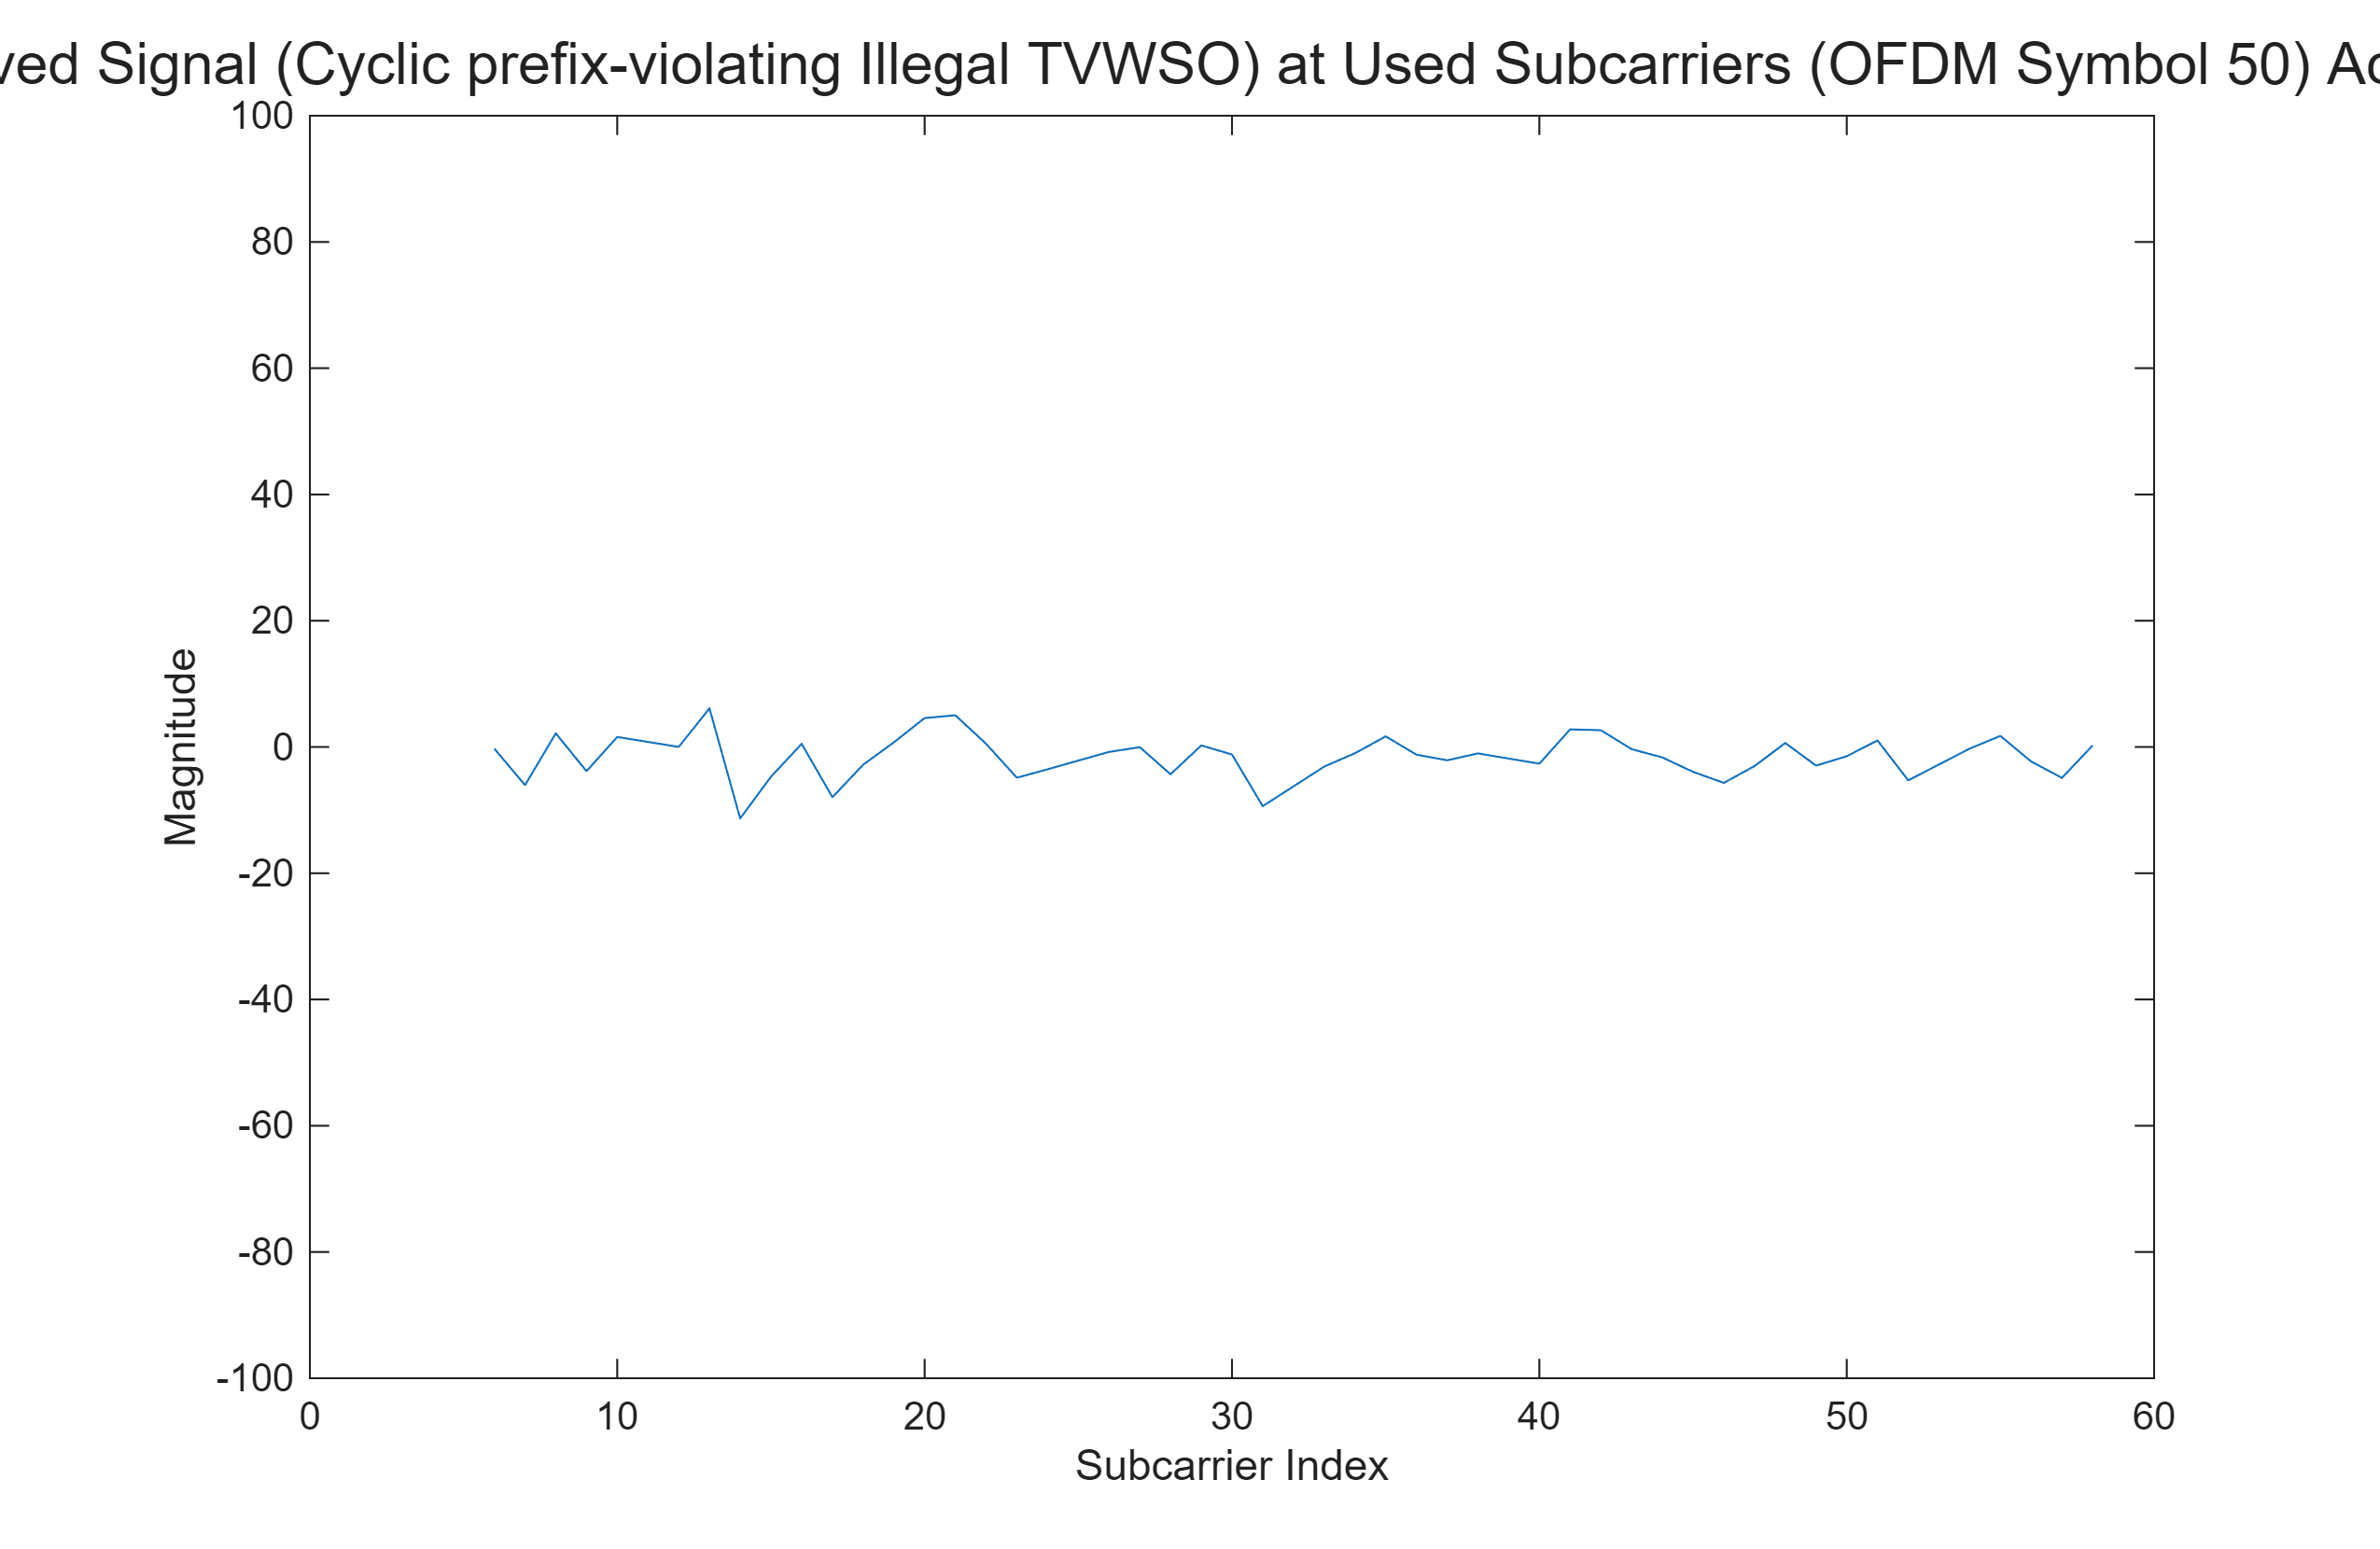 ved Signal (Cyclic prefix-violating Illegal TVWSO) at Used Subcarriers (OFDM Symbol 50) Ac
100
80
60
40
20
0
-20
-40
-60
-80
-100
Magnitude
0 10 20 30 40 50 60
Subcarrier Index